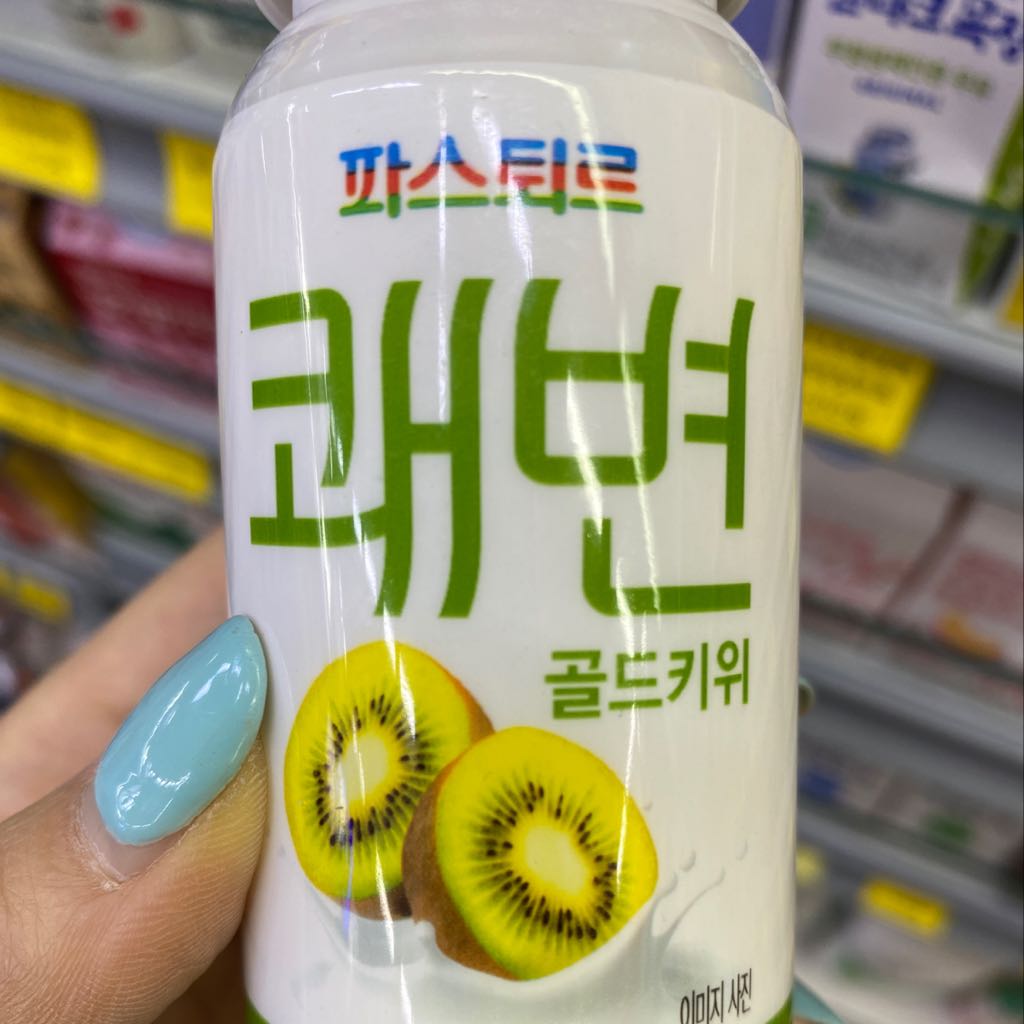 파스퇴르
쾌변
골드키위
이미지 사진